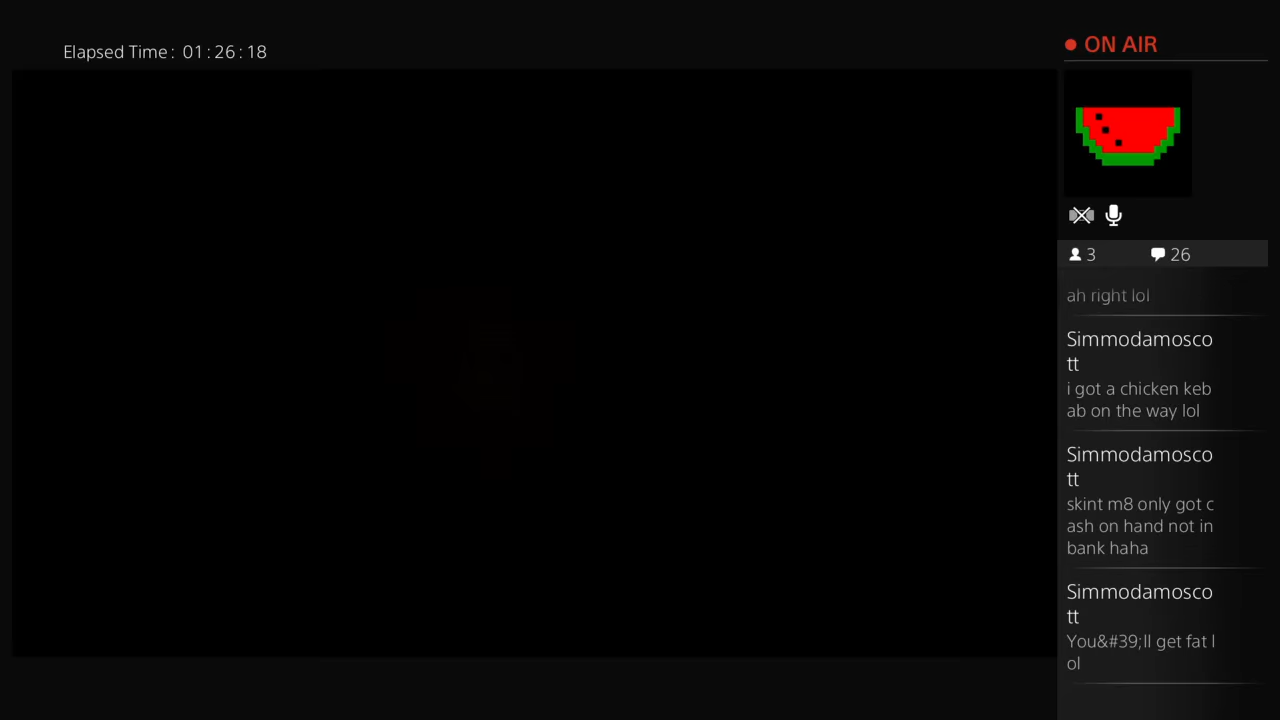 Elapsed Time: 01:26:18
ON AIR
3 26
ah right lol
Simmodamosco
tt
i got a chicken keb
ab on the way lol
Simmodamosco
tt
skint m8 only got c
ash on hand not in
bank haha
Simmodamosco
tt
You&#39;ll get fat l
ol